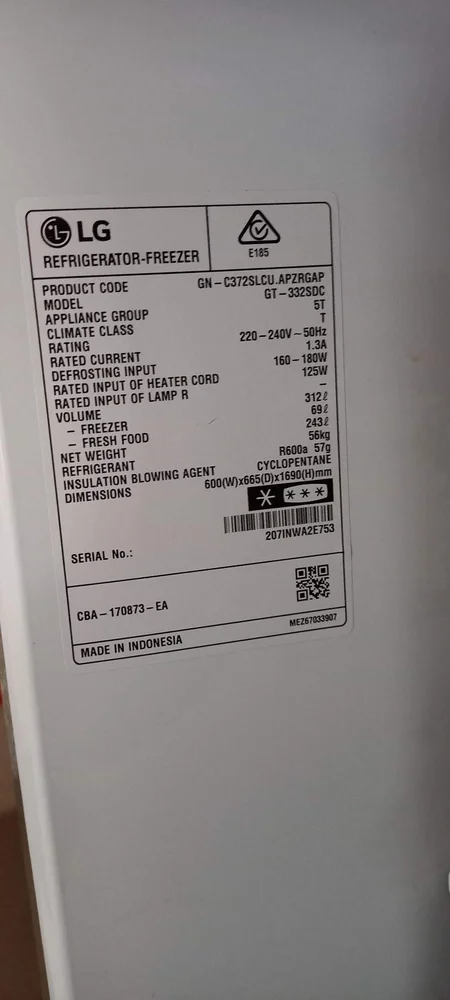 LG
REFRIGERATOR-FREEZER
E185
PRODUCT CODE GN-C372SLCU.APZRGAP
MODEL GT-332SDC
APPLIANCE GROUP 5T
CLIMATE CLASS T
RATING 220-240V~50Hz
RATED CURRENT 1.3A
DEFROSTING INPUT 160-180W
RATED INPUT OF HEATER CORD 125W
RATED INPUT OF LAMP R –
VOLUME 312ℓ
– FREEZER 69ℓ
– FRESH FOOD 243ℓ
NET WEIGHT 56kg
REFRIGERANT R600a 57g
INSULATION BLOWING AGENT CYCLOPENTANE
DIMENSIONS 600(W)x665(D)x1690(H)mm
* ***
SERIAL No.: 207INWA2E753
CBA-170873-EA
MADE IN INDONESIA MEZ67033907